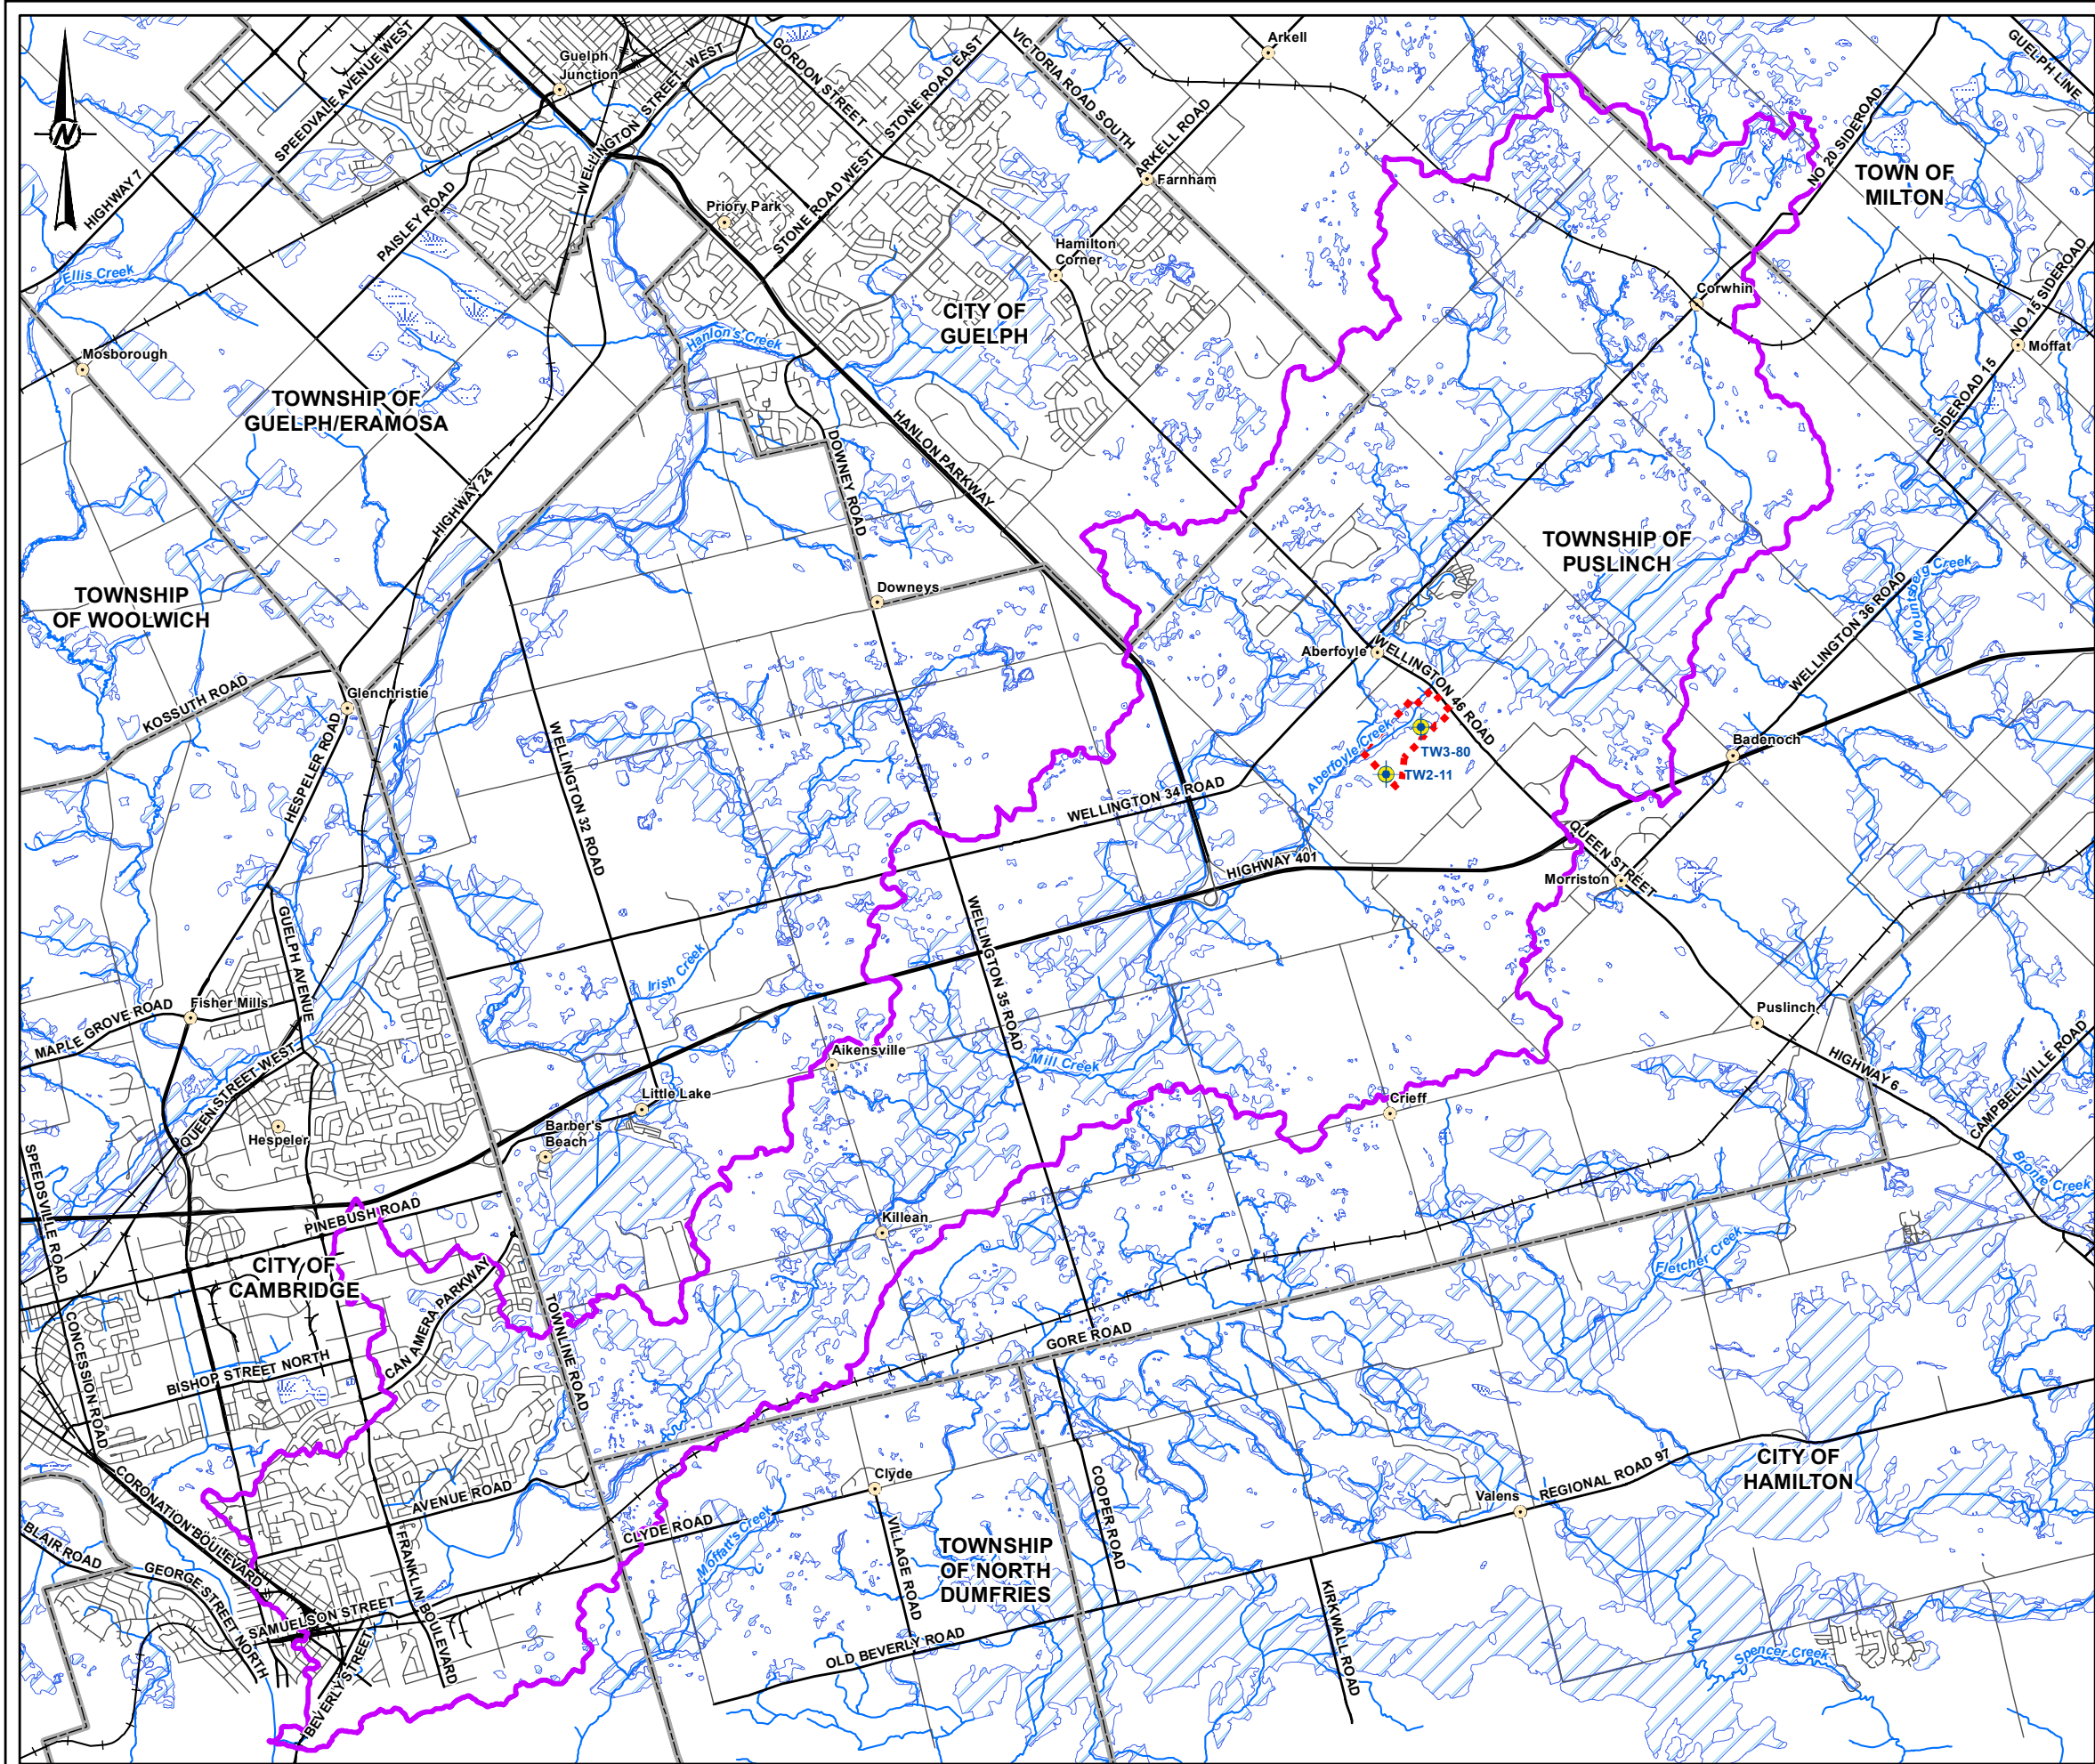 Guelph
Junction
Arkell
GUELPH LINE
SPEEDVALE AVENUE WEST
WELLINGTON STREET WEST
GORDON STREET
STONE ROAD EAST
VICTORIA ROAD SOUTH
ARKELL ROAD
NO 20 SIDEROAD
TOWN OF
MILTON
N
HIGHWAY 7
PAISLEY ROAD
Priory Park
STONE ROAD WEST
Farnham
Hamilton
Corner
Ellis Creek
Corwhin
NO 15 SIDEROAD
CITY OF
GUELPH
Hanlon's Creek
Mosborough
Moffat
TOWNSHIP OF
GUELPH/ERAMOSA
SIDEROAD 15
HANLON PARKWAY
DOWNEY ROAD
HIGHWAY 24
TOWNSHIP OF
PUSLINCH
TOWNSHIP
OF WOOLWICH
Downeys
Mountsberg Creek
WELLINGTON 36 ROAD
Aberfoyle
WELLINGTON 46 ROAD
KOSSUTH ROAD
Glenchristie
HESPELER ROAD
WELLINGTON 32 ROAD
Aberfoyle Creek
TW3-80
TW2-11
Badenoch
WELLINGTON 34 ROAD
QUEEN STREET
HIGHWAY 401
Morriston
GUELPH AVENUE
WELLINGTON 35 ROAD
Irish Creek
Fisher Mills
MAPLE GROVE ROAD
Puslinch
Aikensville
Mill Creek
HIGHWAY 6
CAMPBELLVILLE ROAD
QUEEN STREET WEST
Little Lake
Crieff
Hespeler
Barber's
Beach
SPEEDSVILLE ROAD
Bronte Creek
PINEBUSH ROAD
Killean
CITY OF
CAMBRIDGE
Fletcher Creek
CAN AMERA PARKWAY
TOWNLINE ROAD
CONCESSION ROAD
GORE ROAD
BISHOP STREET NORTH
CITY OF
HAMILTON
CORONATION BOULEVARD
AVENUE ROAD
Clyde
COOPER ROAD
REGIONAL ROAD 97
Valens
CLYDE ROAD
VILLAGE ROAD
Moffatt's Creek
BLAIR ROAD
FRANKLIN BOULEVARD
TOWNSHIP
OF NORTH
DUMFRIES
GEORGE STREET NORTH
SAMUELSON STREET
KIRKWALL ROAD
OLD BEVERLY ROAD
Spencer Creek
BEVERLY STREET